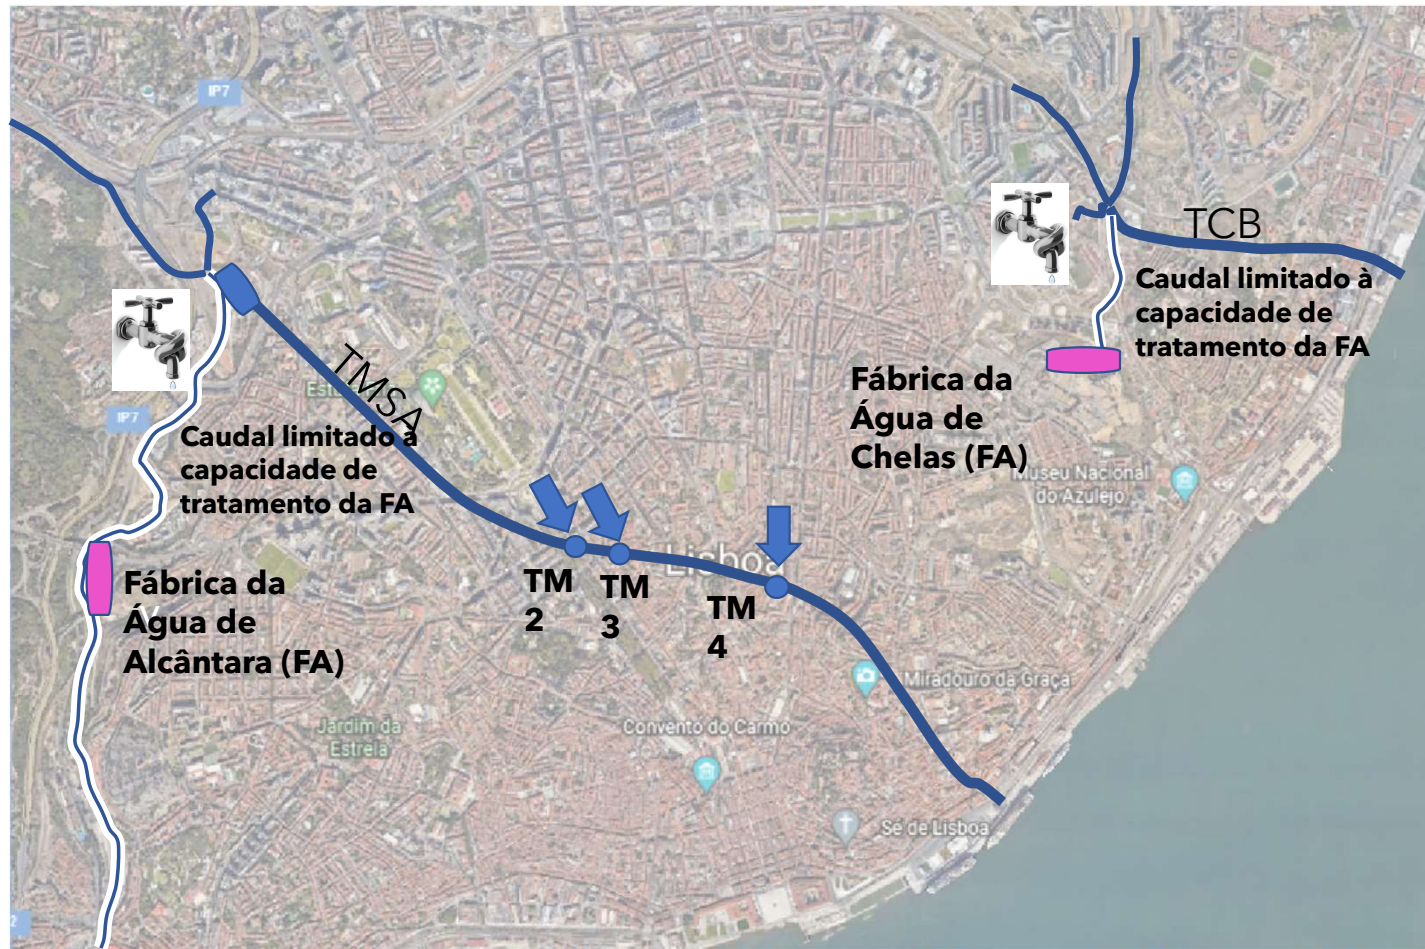 IP7
TCB
Caudal limitado à
capacidade de
tratamento da FA
TMSA
Fábrica da
Água de
Chelas (FA)
IP7
Caudal limitado à
capacidade de
tratamento da FA
Museu Nacional
do Azulejo
Lisboa
TM
2
TM
3
TM
4
Fábrica da
Água de
Alcântara (FA)
Miradouro da Graça
Jardim da
Estrela
Convento do Carmo
Sé de Lisboa
2